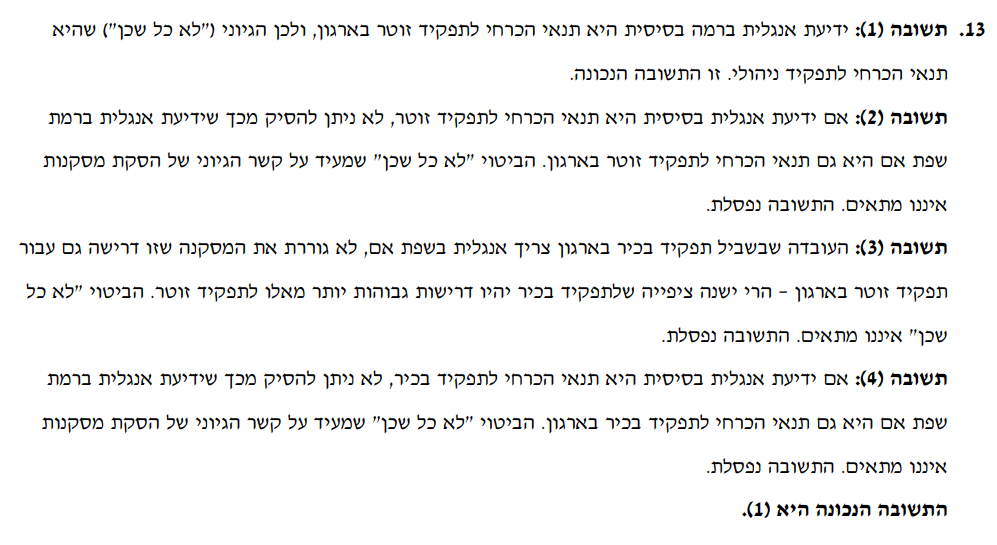 13. תשובה (1): ידיעת אנגלית ברמה בסיסית היא תנאי הכרחי לתפקיד זוטר בארגון, ולכן הגיוני ("לא כל שכן") שהיא
תנאי הכרחי לתפקיד ניהולי. זו התשובה הנכונה.
תשובה (2): אם ידיעת אנגלית בסיסית היא תנאי הכרחי לתפקיד זוטר, לא ניתן להסיק מכך שידיעת אנגלית ברמת
שפת אם היא גם תנאי הכרחי לתפקיד זוטר בארגון. הביטוי "לא כל שכן" שמעיד על קשר הגיוני של הסקת מסקנות
איננו מתאים. התשובה נפסלת.
תשובה (3): העובדה שבשביל תפקיד בכיר בארגון צריך אנגלית בשפת אם, לא גוררת את המסקנה שזו דרישה גם עבור
תפקיד זוטר בארגון – הרי ישנה ציפייה שלתפקיד בכיר יהיו דרישות גבוהות יותר מאלו לתפקיד זוטר. הביטוי "לא כל
שכן" איננו מתאים. התשובה נפסלת.
תשובה (4): אם ידיעת אנגלית בסיסית היא תנאי הכרחי לתפקיד בכיר, לא ניתן להסיק מכך שידיעת אנגלית ברמת
שפת אם היא גם תנאי הכרחי לתפקיד בכיר בארגון. הביטוי "לא כל שכן" שמעיד על קשר הגיוני של הסקת מסקנות
איננו מתאים. התשובה נפסלת.
התשובה הנכונה היא (1).